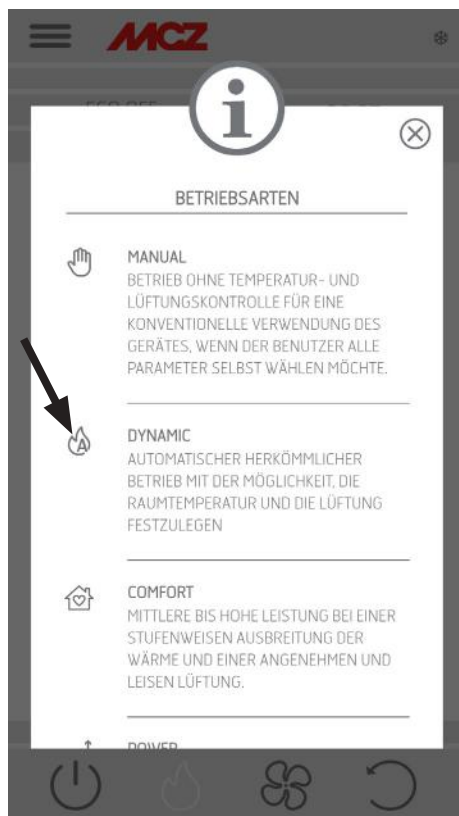 MCZ
BETRIEBSARTEN
MANUAL
BETRIEB OHNE TEMPERATUR- UND
LÜFTUNGSKONTROLLE FÜR EINE
KONVENTIONELLE VERWENDUNG DES
GERÄTES, WENN DER BENUTZER ALLE
PARAMETER SELBST WÄHLEN MÖCHTE.
DYNAMIC
AUTOMATISCHER HERKÖMMLICHER
BETRIEB MIT DER MÖGLICHKEIT, DIE
RAUMTEMPERATUR UND DIE LÜFTUNG
FESTZULEGEN
COMFORT
MITTLERE BIS HOHE LEISTUNG BEI EINER
STUFENWEISEN AUSBREITUNG DER
WÄRME UND EINER ANGENEHMEN UND
LEISEN LÜFTUNG.
POWER